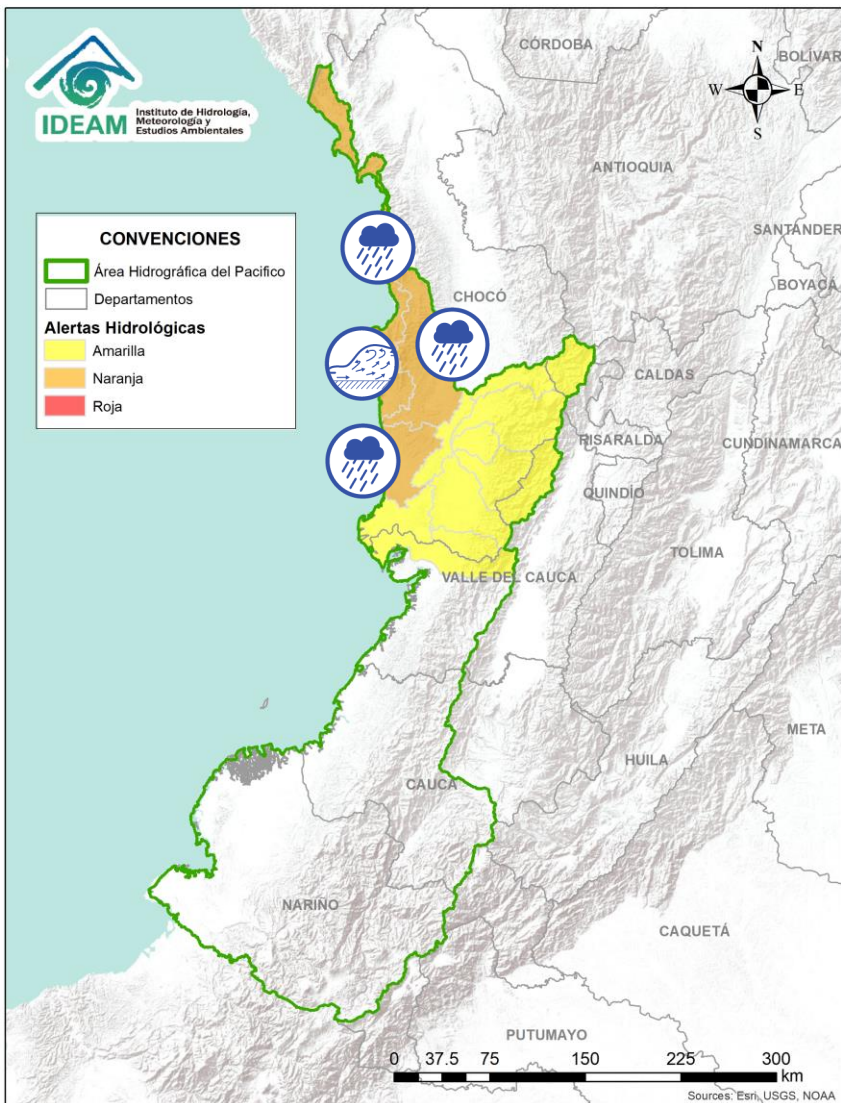 IDEAM
Instituto de Hidrología,
Meteorología y
Estudios Ambientales
N
W
E
S
CÓRDOBA
BOLÍVAR
ANTIOQUIA
SANTANDER
BOYACÁ
CHOCÓ
CALDAS
RISARALDA
CUNDINAMARCA
QUINDÍO
TOLIMA
VALLE DEL CAUCA
META
HUILA
CAUCA
NARIÑO
CAQUETÁ
PUTUMAYO
CONVENCIONES
Área Hidrográfica del Pacifico
Departamentos
Alertas Hidrológicas
Amarilla
Naranja
Roja
0 37.5 75 150 225 300
km
Sources: Esri, USGS, NOAA